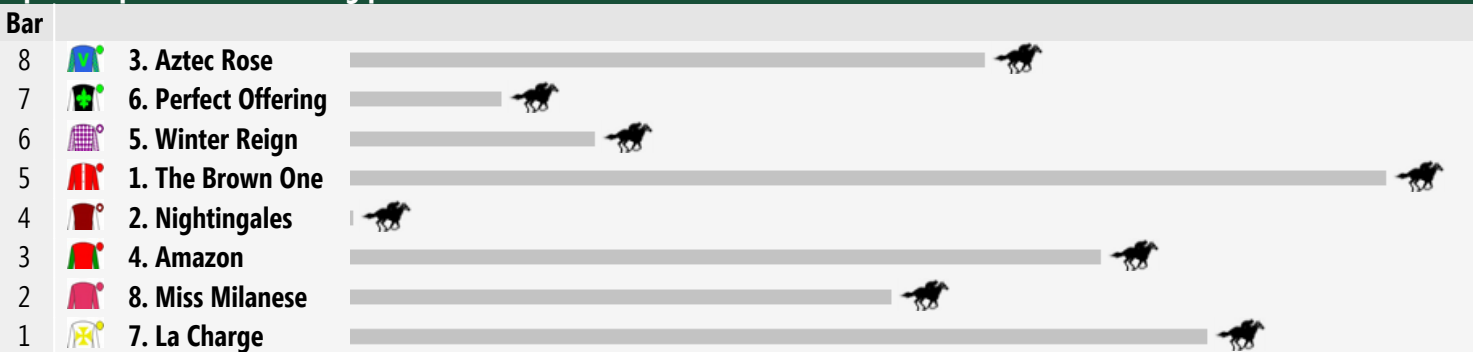 Bar
8 3. Aztec Rose
7 6. Perfect Offering
6 5. Winter Reign
5 1. The Brown One
4 2. Nightingales
3 4. Amazon
2 8. Miss Milanese
1 7. La Charge